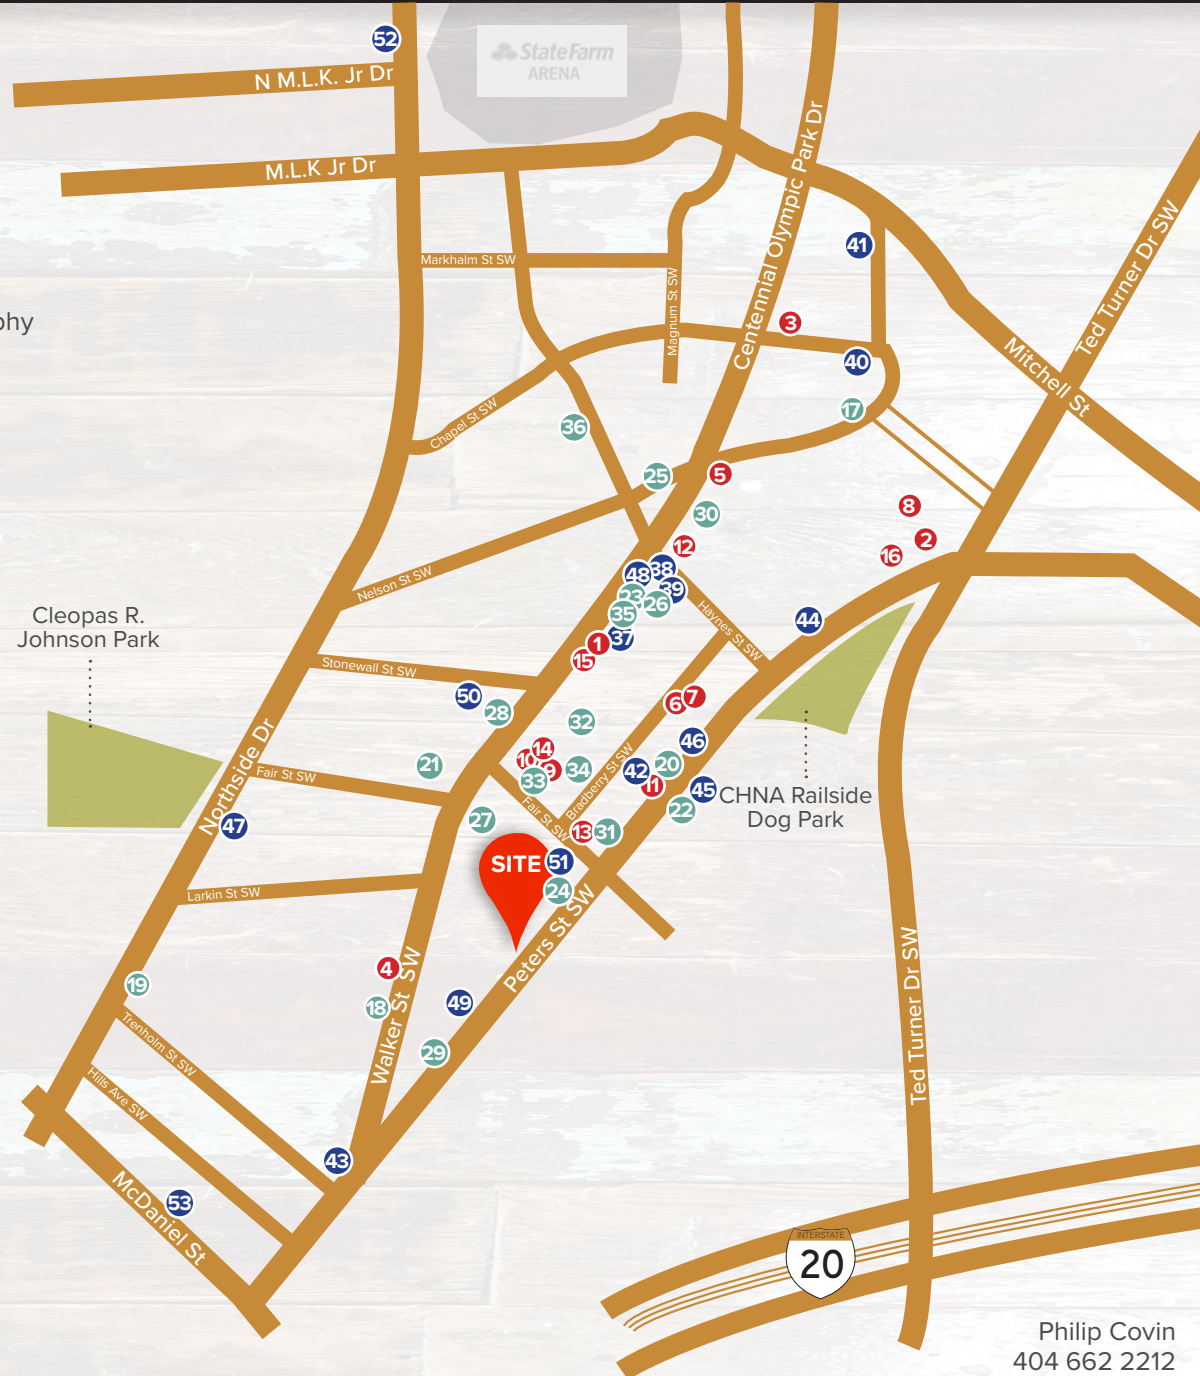 52
StateFarm
ARENA
N M.L.K. Jr Dr
M.L.K Jr Dr
Centennial Olympic Park Dr
Ted Turner Dr SW
41
Markhalm St SW
Magnum St SW
phy
3
Mitchell St
40
17
Chapel St SW
36
25
5
8
30
2
12
16
38
48
Nelson St SW
39
23
26
Cleopas R.
Johnson Park
35
Haynes St SW
44
37
1
15
Stonewall St SW
50
28
6
7
32
46
14
21
10
9
34
33
42
20
11
Fair St SW
Northside Dr
Bradberry St SW
45
CHNA Railside
Dog Park
22
27
Fair St SW
47
13
31
SITE
51
24
Larkin St SW
Peters St SW
4
19
18
Walker St SW
49
Ted Turner Dr SW
29
Trenholm St SW
Hills Ave SW
43
53
McDaniel St
INTERSTATE
20
Philip Covin
404 662 2212